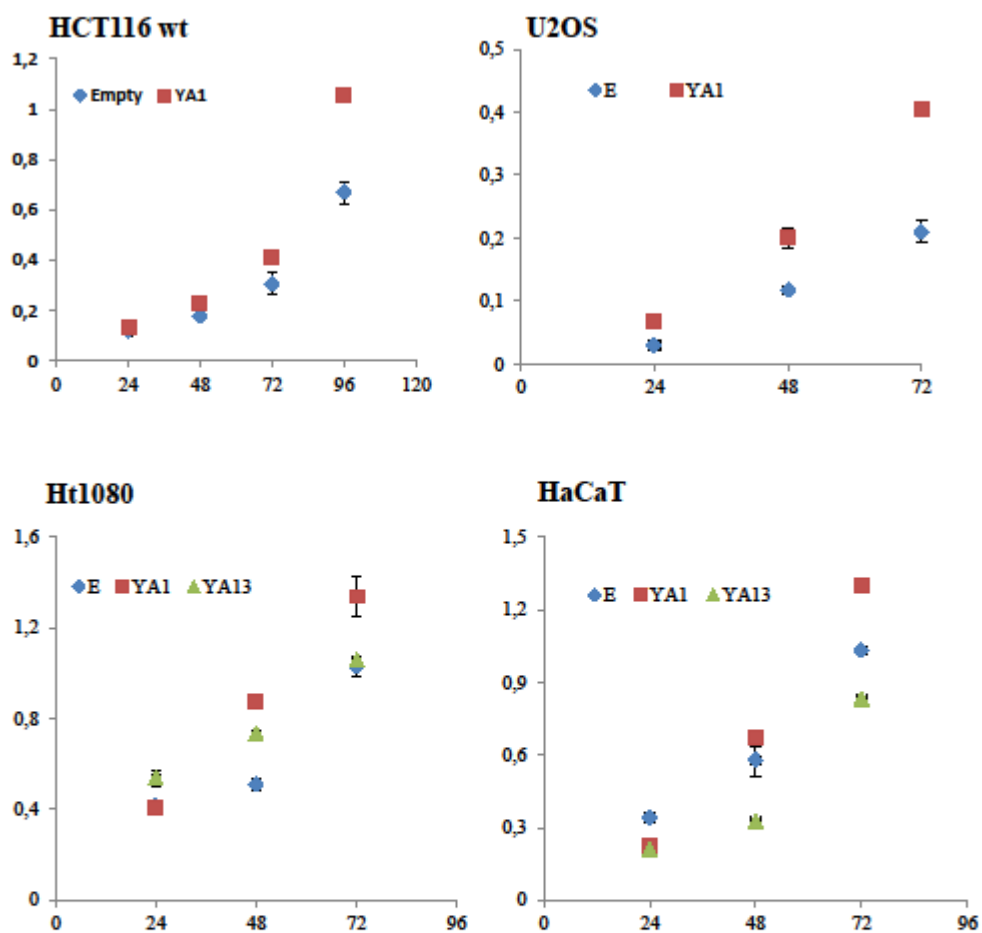 HCT116 wt
1,2
1
0,8
0,6
0,4
0,2
0
Empty YA1
0 24 48 72 96 120
U2OS
0,5
0,4
0,3
0,2
0,1
0
E YA1
0 24 48 72
Ht1080
1,6
1,2
0,8
0,4
0
E YA1 YA13
0 24 48 72 96
HaCaT
1,5
1,2
0,9
0,6
0,3
0
E YA1 YA13
0 24 48 72 96